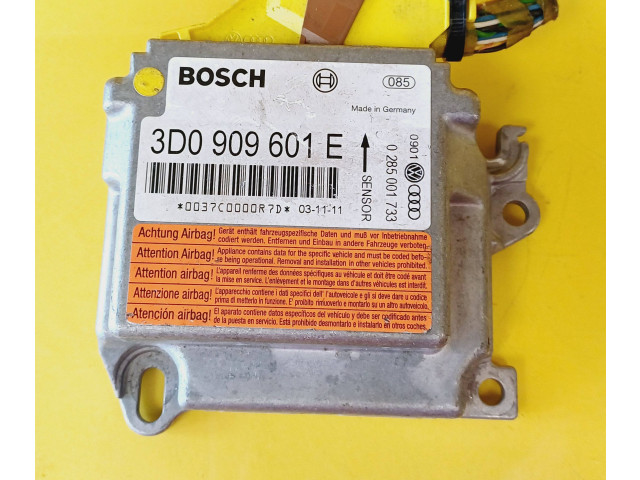 BOSCH
085
Made in Germany
3D0 909 601 E
SENSOR
0 285 001 733
0901
*0037C0000R7D* 03-11-11
Achtung Airbag! Gerät enthält fahrzeugspezifische Daten und muß vor Inbetriebnahme
codiert werden. Entfernen und Einbau in andere Fahrzeuge verboten.
Attention Airbag! Appliance contains data for the specific vehicle and must be coded befo-
re being operational. Removal and installation in other vehicles prohibited.
Attention airbag! L'appareil renferme des données spécifiques au véhicule et doit être codé avant
la mise en service. L'enlèvement et le montage dans d'autres véhicules est interdit.
Attenzione airbag! L'apparecchio contiene i dati specifici dell' autoveicolo e gli si deve dare a codice
prima di metterlo in funzione. E' proibito rimuoverlo e montarlo su un altro autoveicolo.
Atención airbag! El aparato contiene datos específicos del vehículo y debe ser codificado antes
de la puesta en servicio. Está prohibido desmontarlo e instalarlo en otros coches.